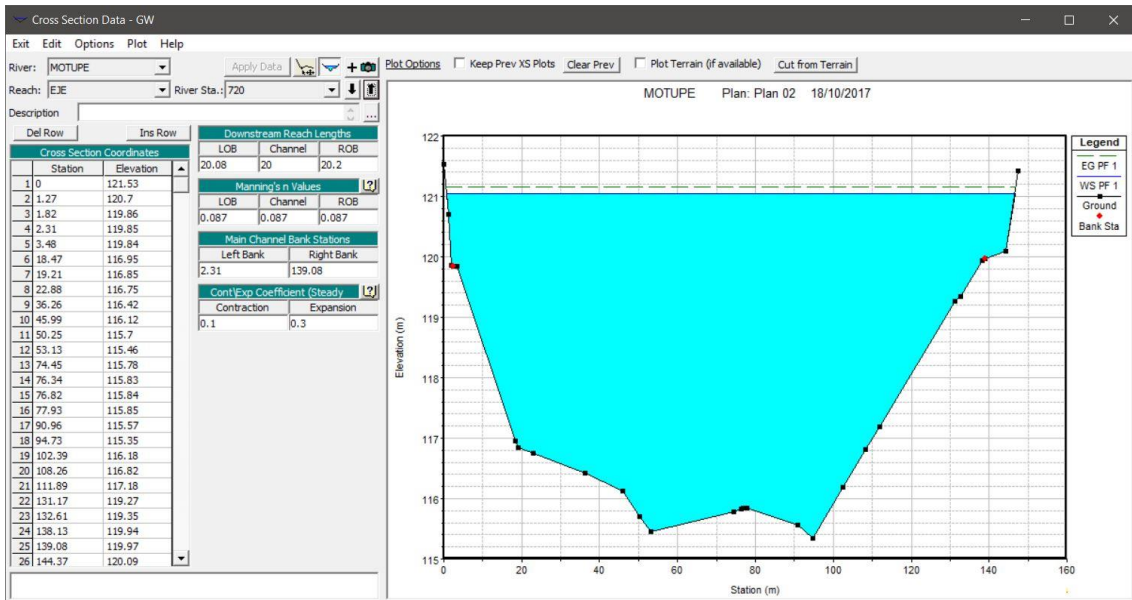 Cross Section Data - GW
Exit Edit Options Plot Help
River: MOTUPE Apply Data + Plot Options Keep Prev XS Plots Clear Prev Plot Terrain (if available) Cut from Terrain
Reach: EJE River Sta.: 720
Description ...
Del Row Ins Row
Cross Section Coordinates
Station Elevation
1 0 121.53
2 1.27 120.7
3 1.82 119.86
4 2.31 119.85
5 3.48 119.84
6 18.47 116.95
7 19.21 116.85
8 22.88 116.75
9 36.26 116.42
10 45.99 116.12
11 50.25 115.7
12 53.13 115.46
13 74.45 115.78
14 76.34 115.83
15 76.82 115.84
16 77.93 115.85
17 90.96 115.57
18 94.73 115.35
19 102.39 116.18
20 108.26 116.82
21 111.89 117.18
22 131.17 119.27
23 132.61 119.35
24 138.13 119.94
25 139.08 119.97
26 144.37 120.09
Downstream Reach Lengths
LOB Channel ROB
20.08 20 20.2
Manning's n Values ?
LOB Channel ROB
0.087 0.087 0.087
Main Channel Bank Stations
Left Bank Right Bank
2.31 139.08
Cont\Exp Coefficient (Steady ?
Contraction Expansion
0.1 0.3
MOTUPE Plan: Plan 02 18/10/2017
122
121
120
119
118
117
116
115
Elevation (m)
0 20 40 60 80 100 120 140 160
Station (m)
Legend
EG PF 1
WS PF 1
Ground
Bank Sta